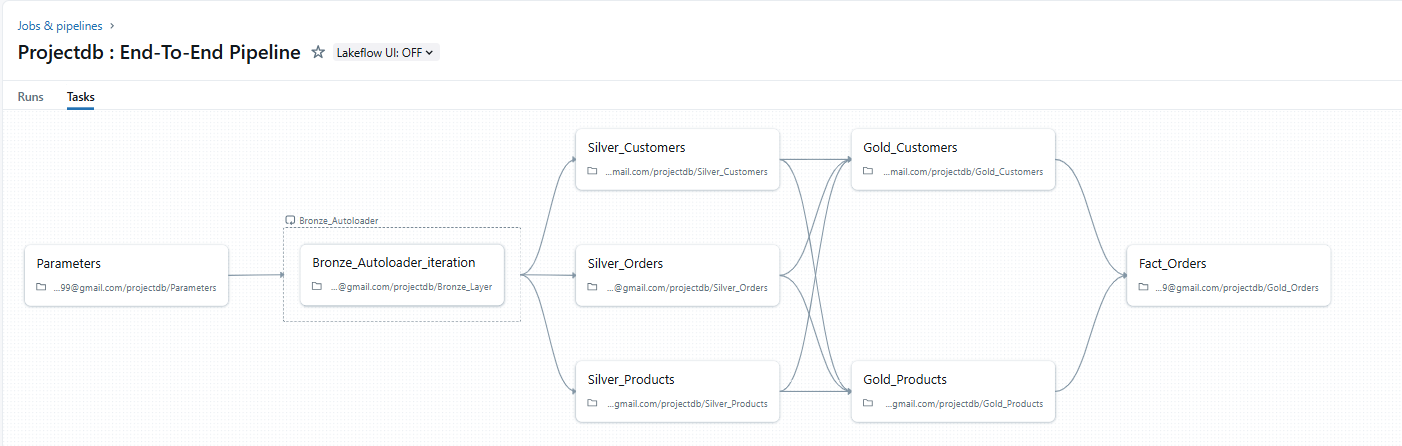 Jobs & pipelines
Projectdb : End-To-End Pipeline
Lakeflow UI: OFF
Runs
Tasks
Parameters
...99@gmail.com/projectdb/Parameters
Bronze_Autoloader
Bronze_Autoloader_iteration
...@gmail.com/projectdb/Bronze_Layer
Silver_Customers
...mail.com/projectdb/Silver_Customers
Silver_Orders
...@gmail.com/projectdb/Silver_Orders
Silver_Products
...gmail.com/projectdb/Silver_Products
Gold_Customers
...mail.com/projectdb/Gold_Customers
Gold_Products
...gmail.com/projectdb/Gold_Products
Fact_Orders
...9@gmail.com/projectdb/Gold_Orders